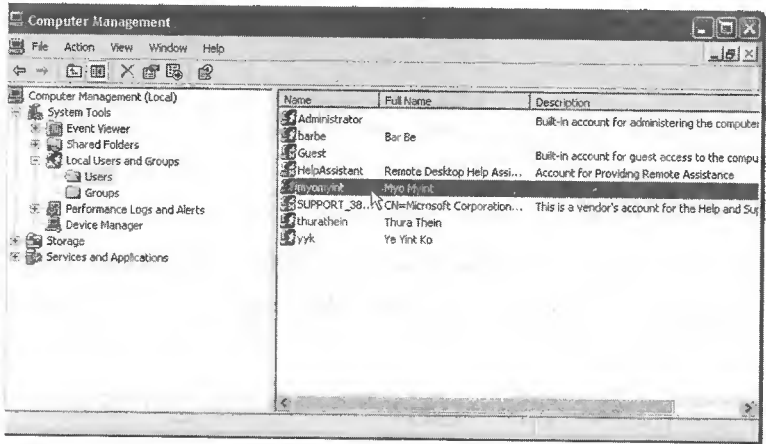 Computer Management
File Action View Window Help
Computer Management (Local)
System Tools
Event Viewer
Shared Folders
Local Users and Groups
Users
Groups
Performance Logs and Alerts
Device Manager
Storage
Services and Applications
Name Full Name Description
Administrator Built-in account for administering the computer
barbe Bar Be
Guest Built-in account for guest access to the compu
HelpAssistant Remote Desktop Help Assi... Account for Providing Remote Assistance
myomyint Myo Myint
SUPPORT_38... CN=Microsoft Corporation... This is a vendor's account for the Help and Sup
thurathein Thura Thein
yyk Ye Yint Ko